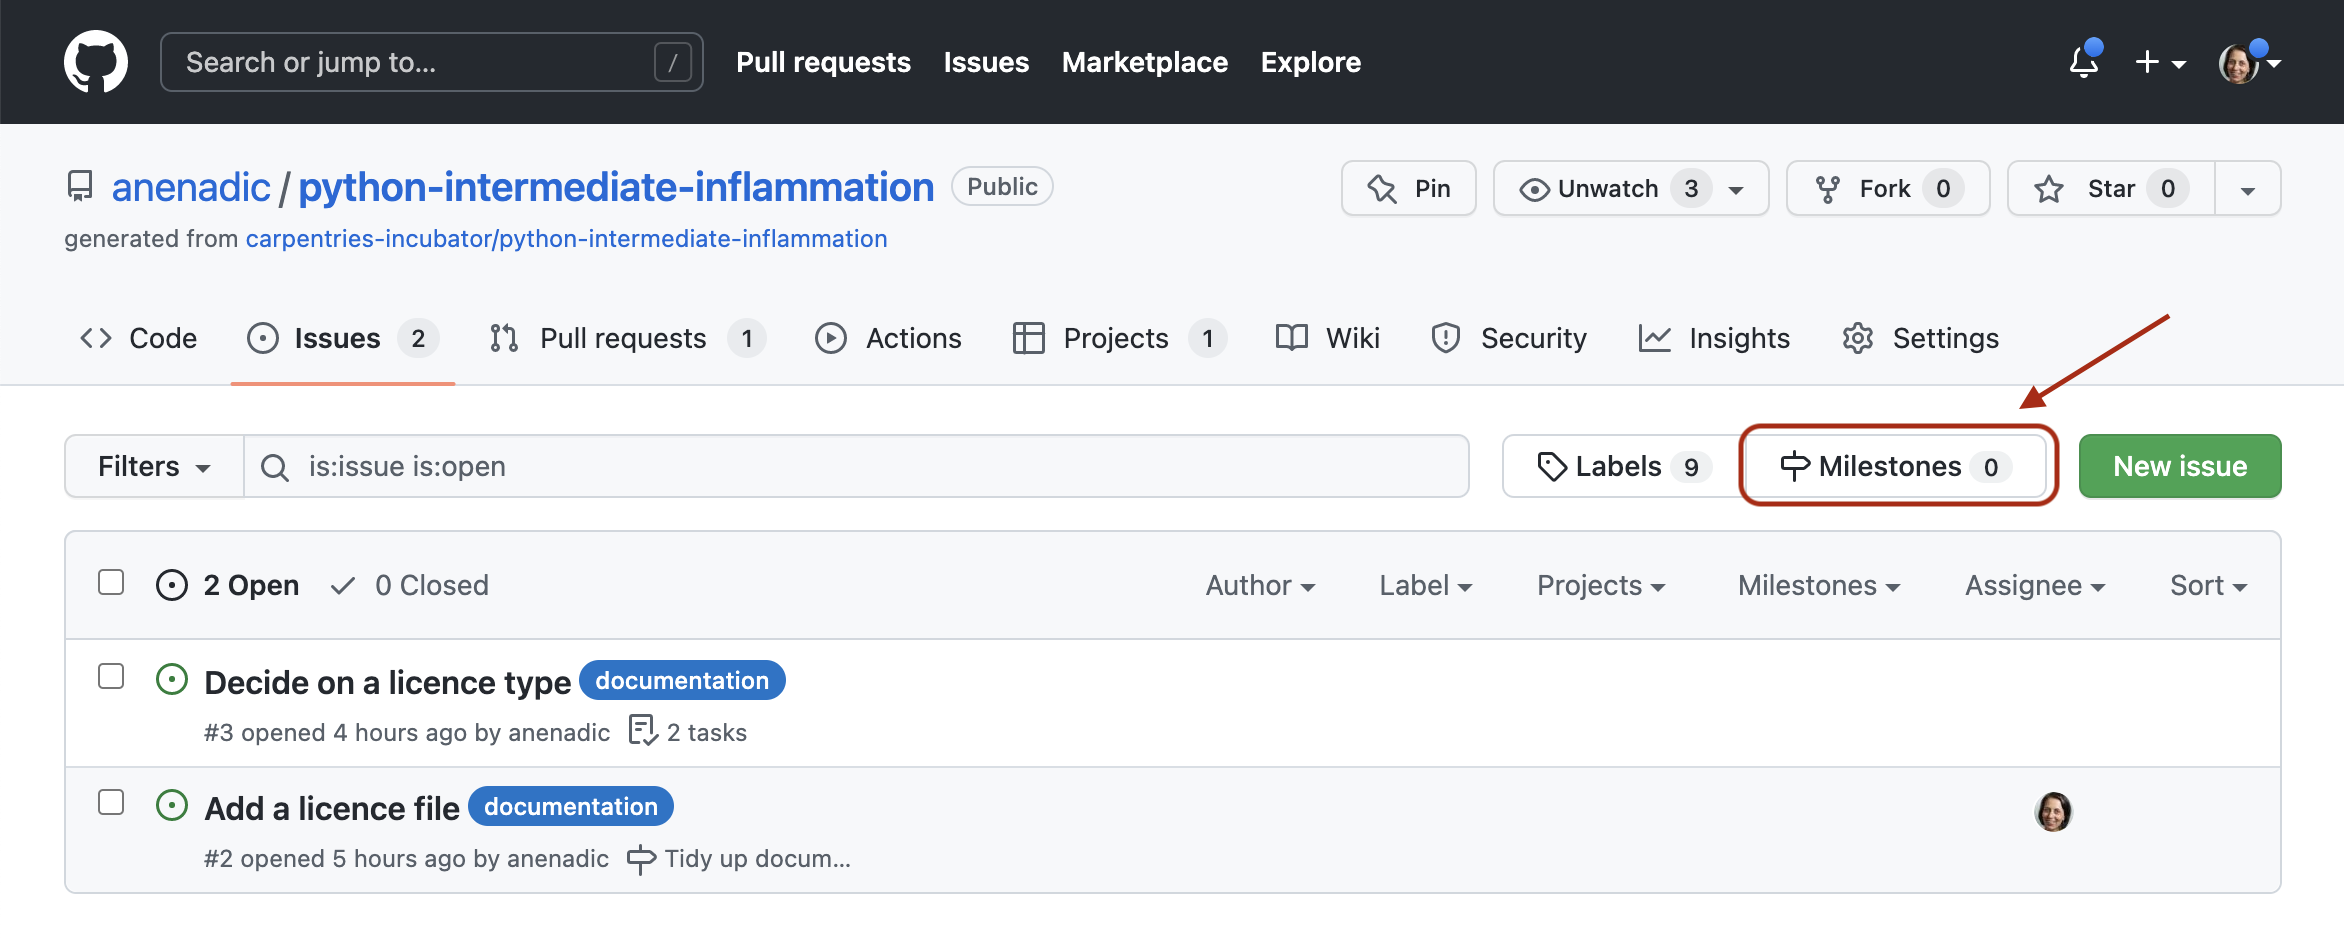 Search or jump to... / Pull requests Issues Marketplace Explore
anenadic / python-intermediate-inflammation Public Pin Unwatch 3 Fork 0 Star 0
generated from carpentries-incubator/python-intermediate-inflammation
Code Issues 2 Pull requests 1 Actions Projects 1 Wiki Security Insights Settings
Filters is:issue is:open Labels 9 Milestones 0 New issue
2 Open 0 Closed Author Label Projects Milestones Assignee Sort
Decide on a licence type documentation
#3 opened 4 hours ago by anenadic 2 tasks
Add a licence file documentation
#2 opened 5 hours ago by anenadic Tidy up docum...